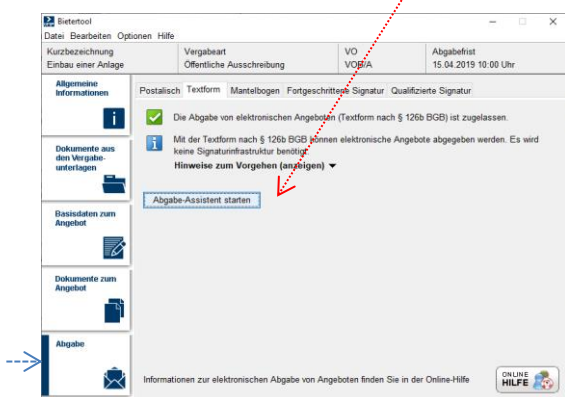 Bietertool
Datei Bearbeiten Optionen Hilfe
Kurzbezeichnung Vergabeart VO Abgabefrist
Einbau einer Anlage Öffentliche Ausschreibung VOB/A 15.04.2019 10:00 Uhr
Allgemeine
Informationen
Dokumente aus
den Vergabe-
unterlagen
Basisdaten zum
Angebot
Dokumente zum
Angebot
Abgabe
Postalisch Textform Mantelbogen Fortgeschrittene Signatur Qualifizierte Signatur
Die Abgabe von elektronischen Angeboten (Textform nach § 126b BGB) ist zugelassen.
Mit der Textform nach § 126b BGB können elektronische Angebote abgegeben werden. Es wird
keine Signaturinfrastruktur benötigt.
Hinweise zum Vorgehen (anzeigen)
Abgabe-Assistent starten
Informationen zur elektronischen Abgabe von Angeboten finden Sie in der Online-Hilfe
ONLINE
HILFE